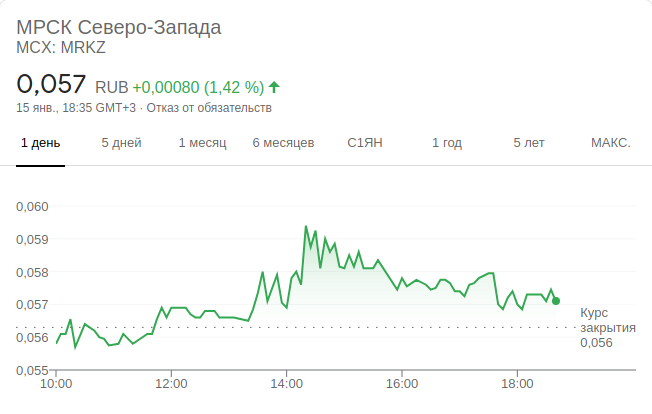 МРСК Северо-Запада
MCX: MRKZ
0,057 RUB +0,00080 (1,42 %)
15 янв., 18:35 GMT+3 · Отказ от обязательств
1 день 5 дней 1 месяц 6 месяцев С1ЯН 1 год 5 лет МАКС.
0,060
0,059
0,058
0,057
0,056
0,055
Курс
закрытия
0,056
10:00 12:00 14:00 16:00 18:00